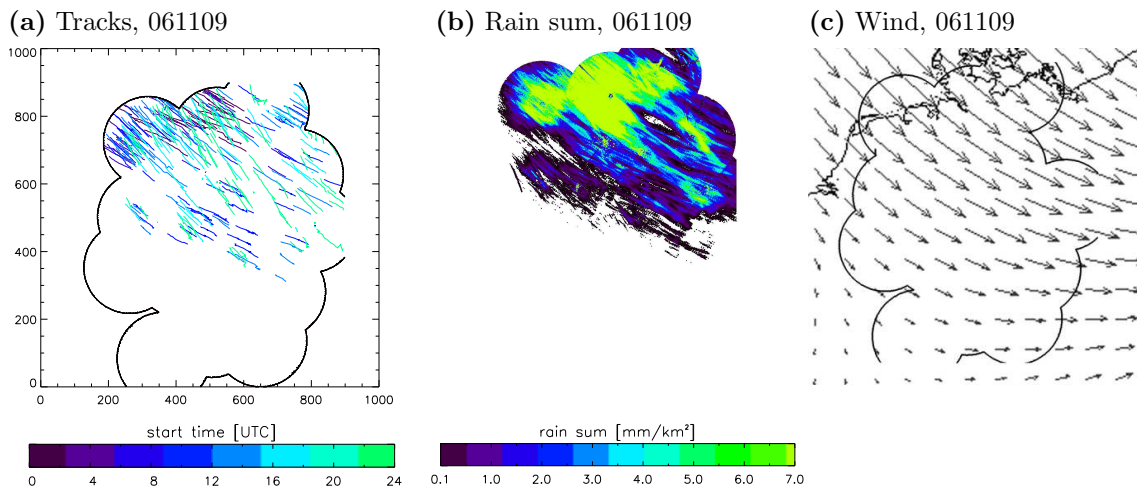 (a) Tracks, 061109
(b) Rain sum, 061109
(c) Wind, 061109
1000
800
600
400
200
0
0 200 400 600 800 1000
start time [UTC]
0 4 8 12 16 20 24
rain sum [mm/km²]
0.1 1.0 2.0 3.0 4.0 5.0 6.0 7.0